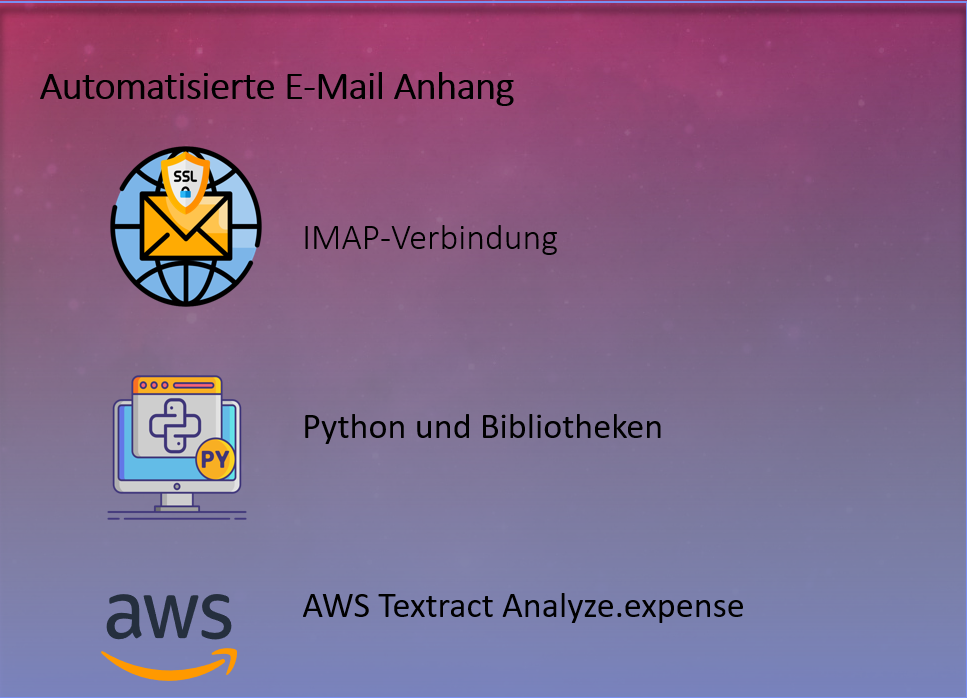 Automatisierte E-Mail Anhang
SSL
IMAP-Verbindung
PY
Python und Bibliotheken
aws
AWS Textract Analyze.expense